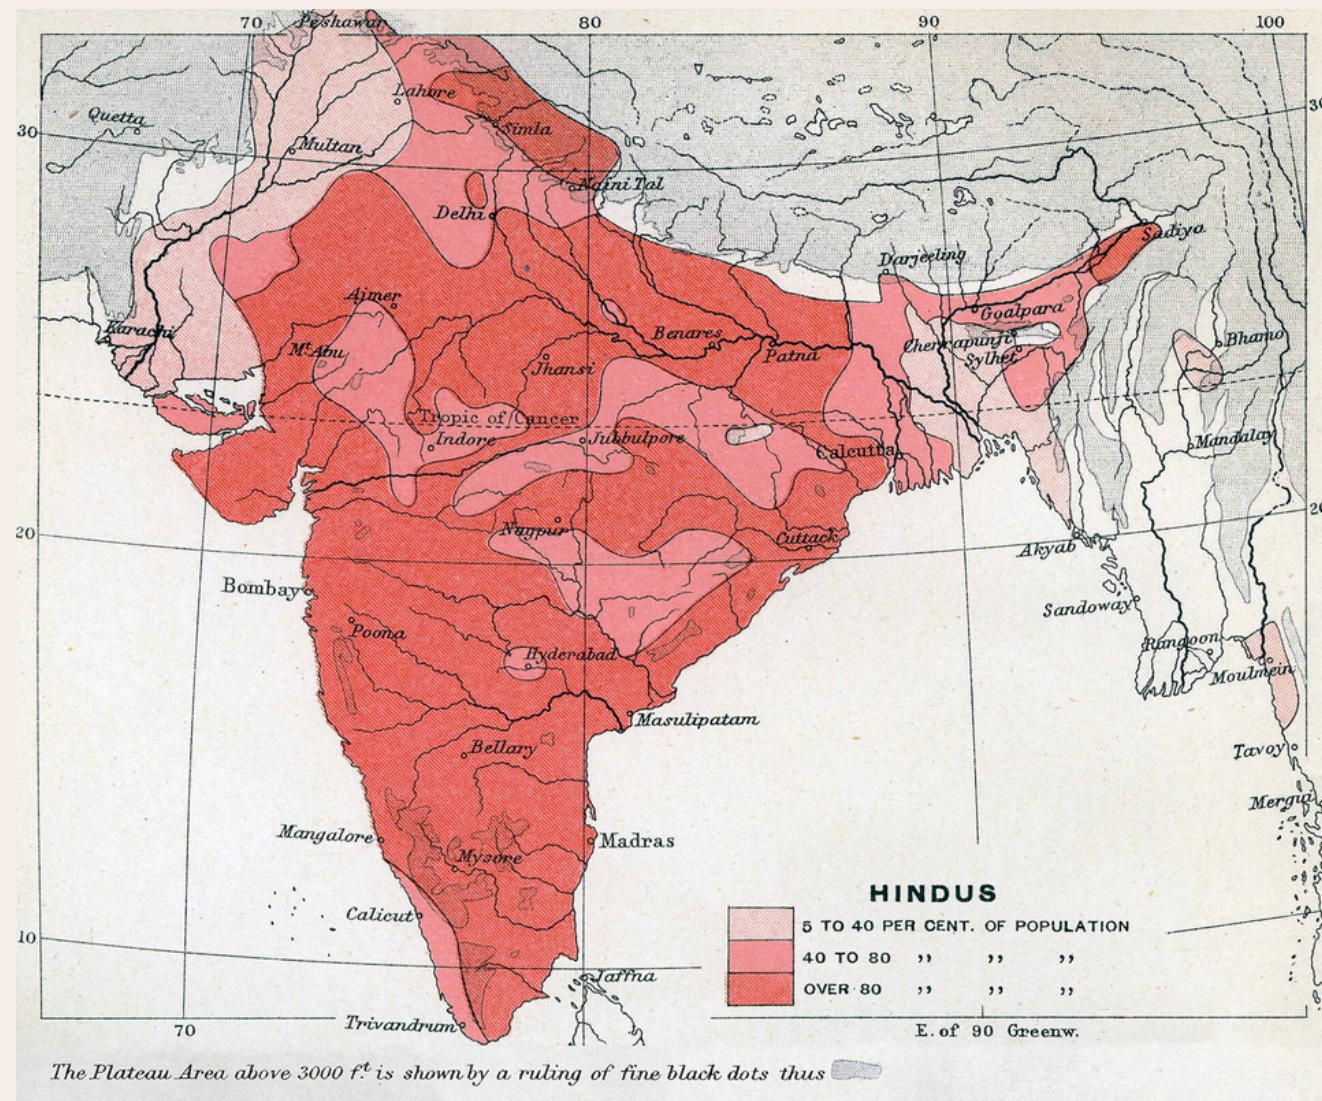 70 Peshawur 80 90 100
Lahore
Quetta
30 Simla 30
Multan
Naini Tal
Delhi
Sadiya
Darjeeling
Ajmer
Goalpara
Karachi Benares Bhamo
Cherrapunji
Mt. Abu Patna Sylhet
Jhansi
Tropic of Cancer
Indore Jubbulpore Mandalay
Calcutta
20 Nagpur 20
Cuttack
Akyab
Bombay
Sandoway
Poona
Rangoon
Hyderabad
Moulmein
Masulipatam
Bellary Tavoy
Mergui
Mangalore Madras
Mysore
HINDUS
Calicut
5 TO 40 PER CENT. OF POPULATION
10
40 TO 80 ,, ,, ,,
Jaffna
OVER 80 ,, ,, ,,
Trivandrum
70 E. of 90 Greenw.
The Plateau Area above 3000 ft. is shown by a ruling of fine black dots thus